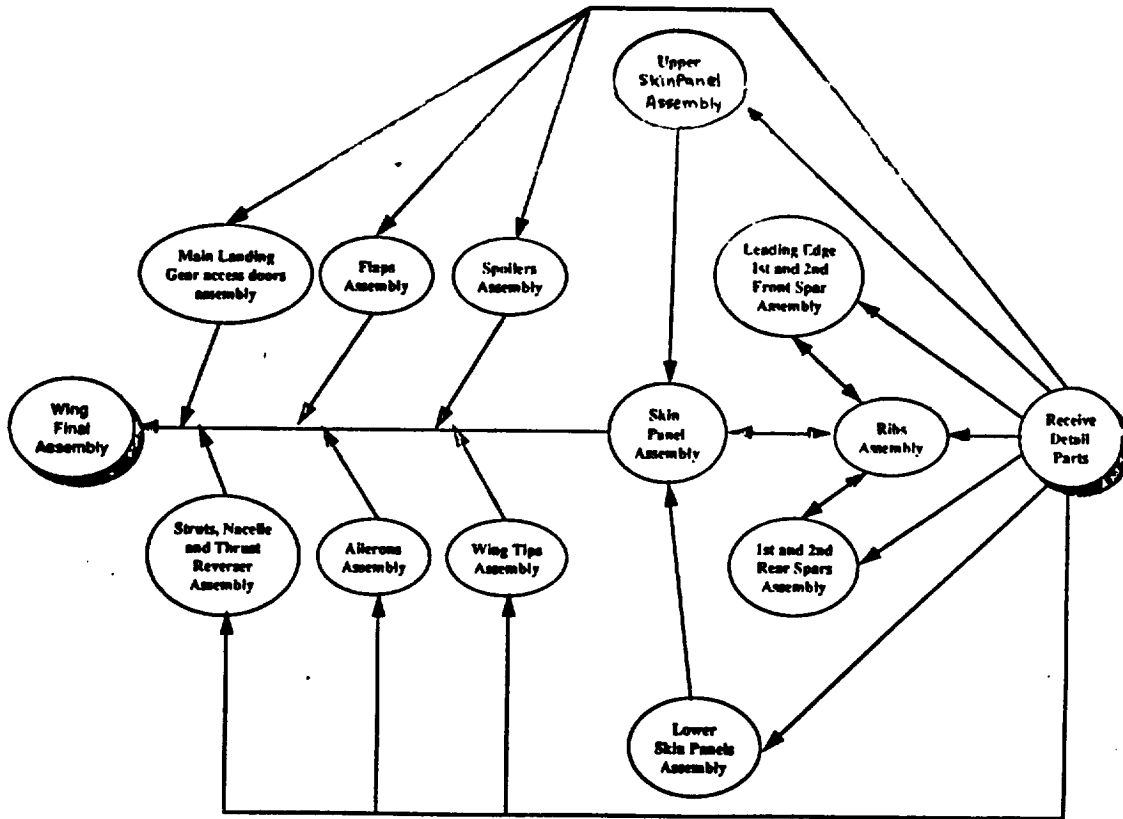 Upper
SkinPanel
Assembly
Main Landing
Gear access doors
assembly
Flaps
Assembly
Spoilers
Assembly
Leading Edge
1st and 2nd
Front Spar
Assembly
Wing
Final
Assembly
Skin
Panel
Assembly
Ribs
Assembly
Receive
Detail
Parts
Struts, Nacelle
and Thrust
Reverser
Assembly
Ailerons
Assembly
Wing Tips
Assembly
1st and 2nd
Rear Spars
Assembly
Lower
Skin Panels
Assembly